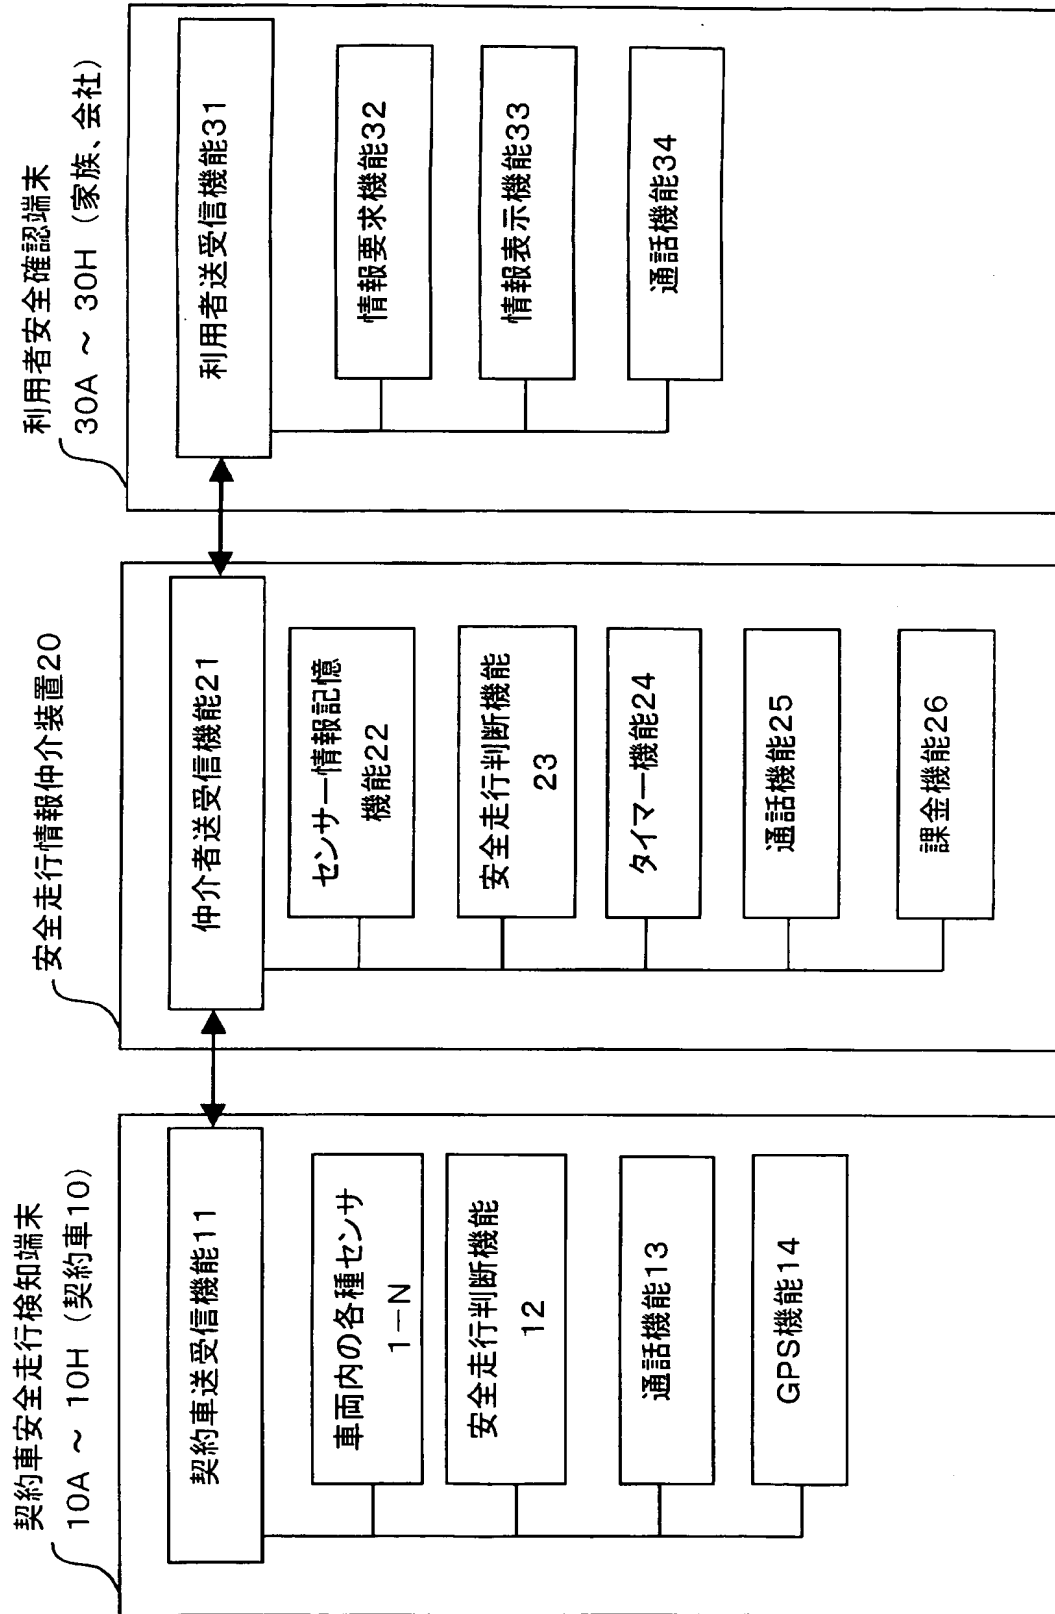 契約車安全走行検知端末
10A ~ 10H (契約車10)
契約車送受信機能11
車両内の各種センサ
1-N
安全走行判断機能
12
通話機能13
GPS機能14
安全走行情報仲介装置20
仲介者送受信機能21
センサー情報記憶
機能22
安全走行判断機能
23
タイマー機能24
通話機能25
課金機能26
利用者安全確認端末
30A ~ 30H (家族、会社)
利用者送受信機能31
情報要求機能32
情報表示機能33
通話機能34